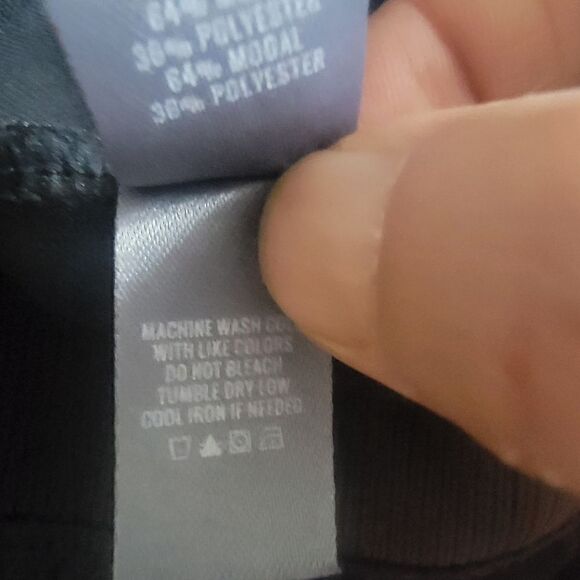 64%
36% POLYESTER
64% MODAL
36% POLYESTER
MACHINE WASH
WITH LIKE COLORS
DO NOT BLEACH
TUMBLE DRY LOW
COOL IRON IF NEEDED